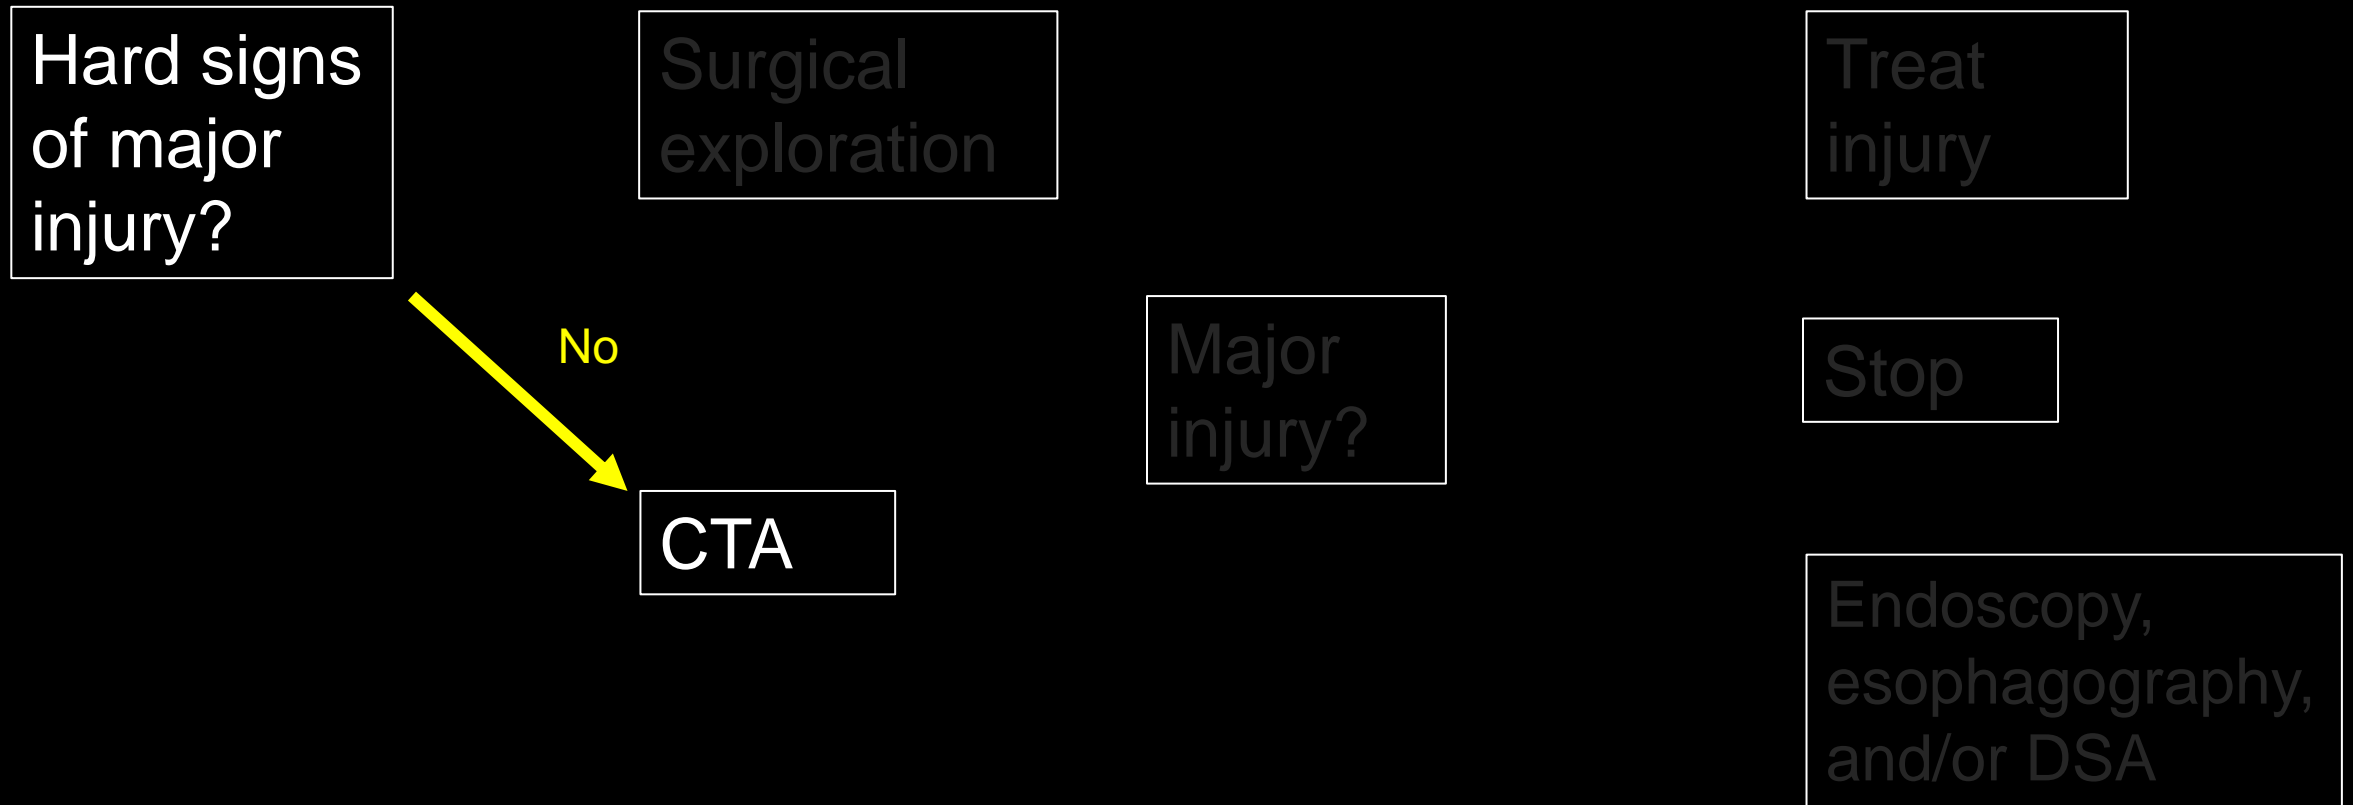 Hard signs
of major
injury?
Surgical
exploration
Treat
injury
No
Major
injury?
Stop
CTA
Endoscopy,
esophagography,
and/or DSA